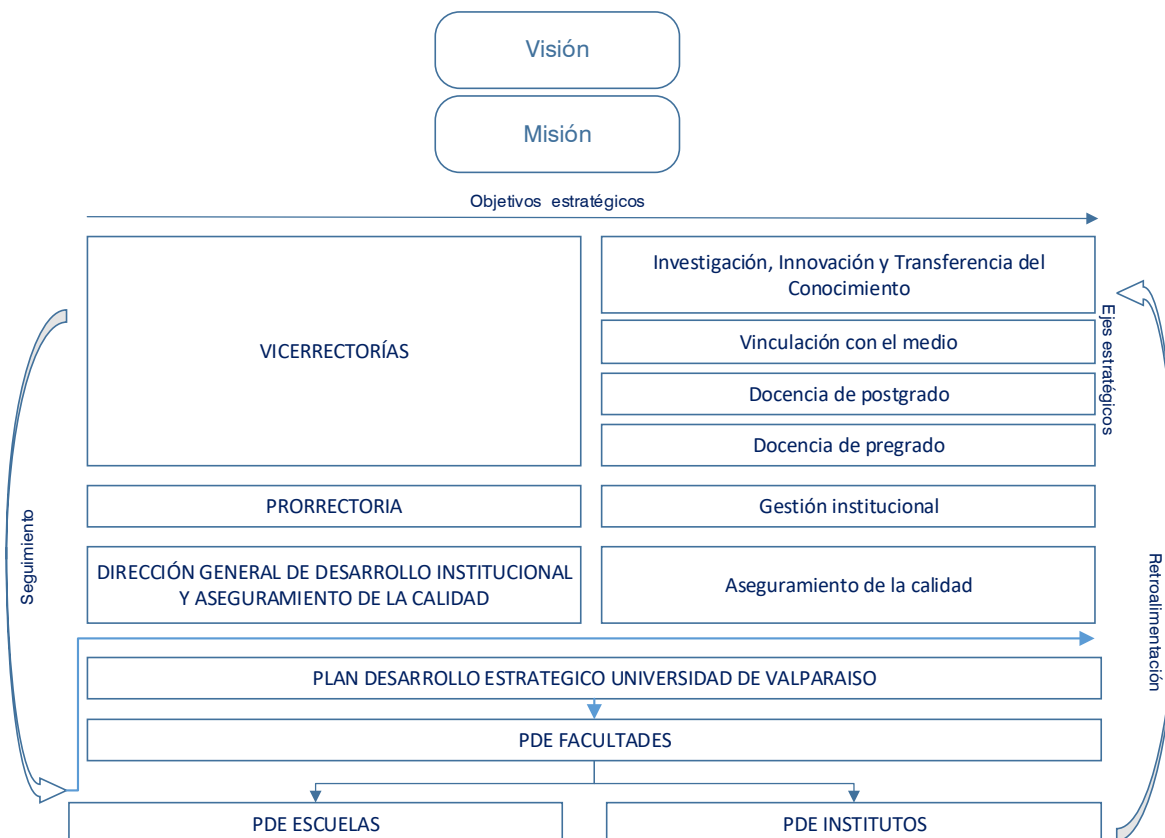 Visión
Misión
Objetivos estratégicos
VICERRECTORÍAS
Investigación, Innovación y Transferencia del
Conocimiento
Vinculación con el medio
Docencia de postgrado
Docencia de pregrado
Ejes estratégicos
PRORRECTORIA
Gestión institucional
Seguimiento
DIRECCIÓN GENERAL DE DESARROLLO INSTITUCIONAL
Y ASEGURAMIENTO DE LA CALIDAD
Aseguramiento de la calidad
Retroalimentación
PLAN DESARROLLO ESTRATEGICO UNIVERSIDAD DE VALPARAISO
PDE FACULTADES
PDE ESCUELAS
PDE INSTITUTOS